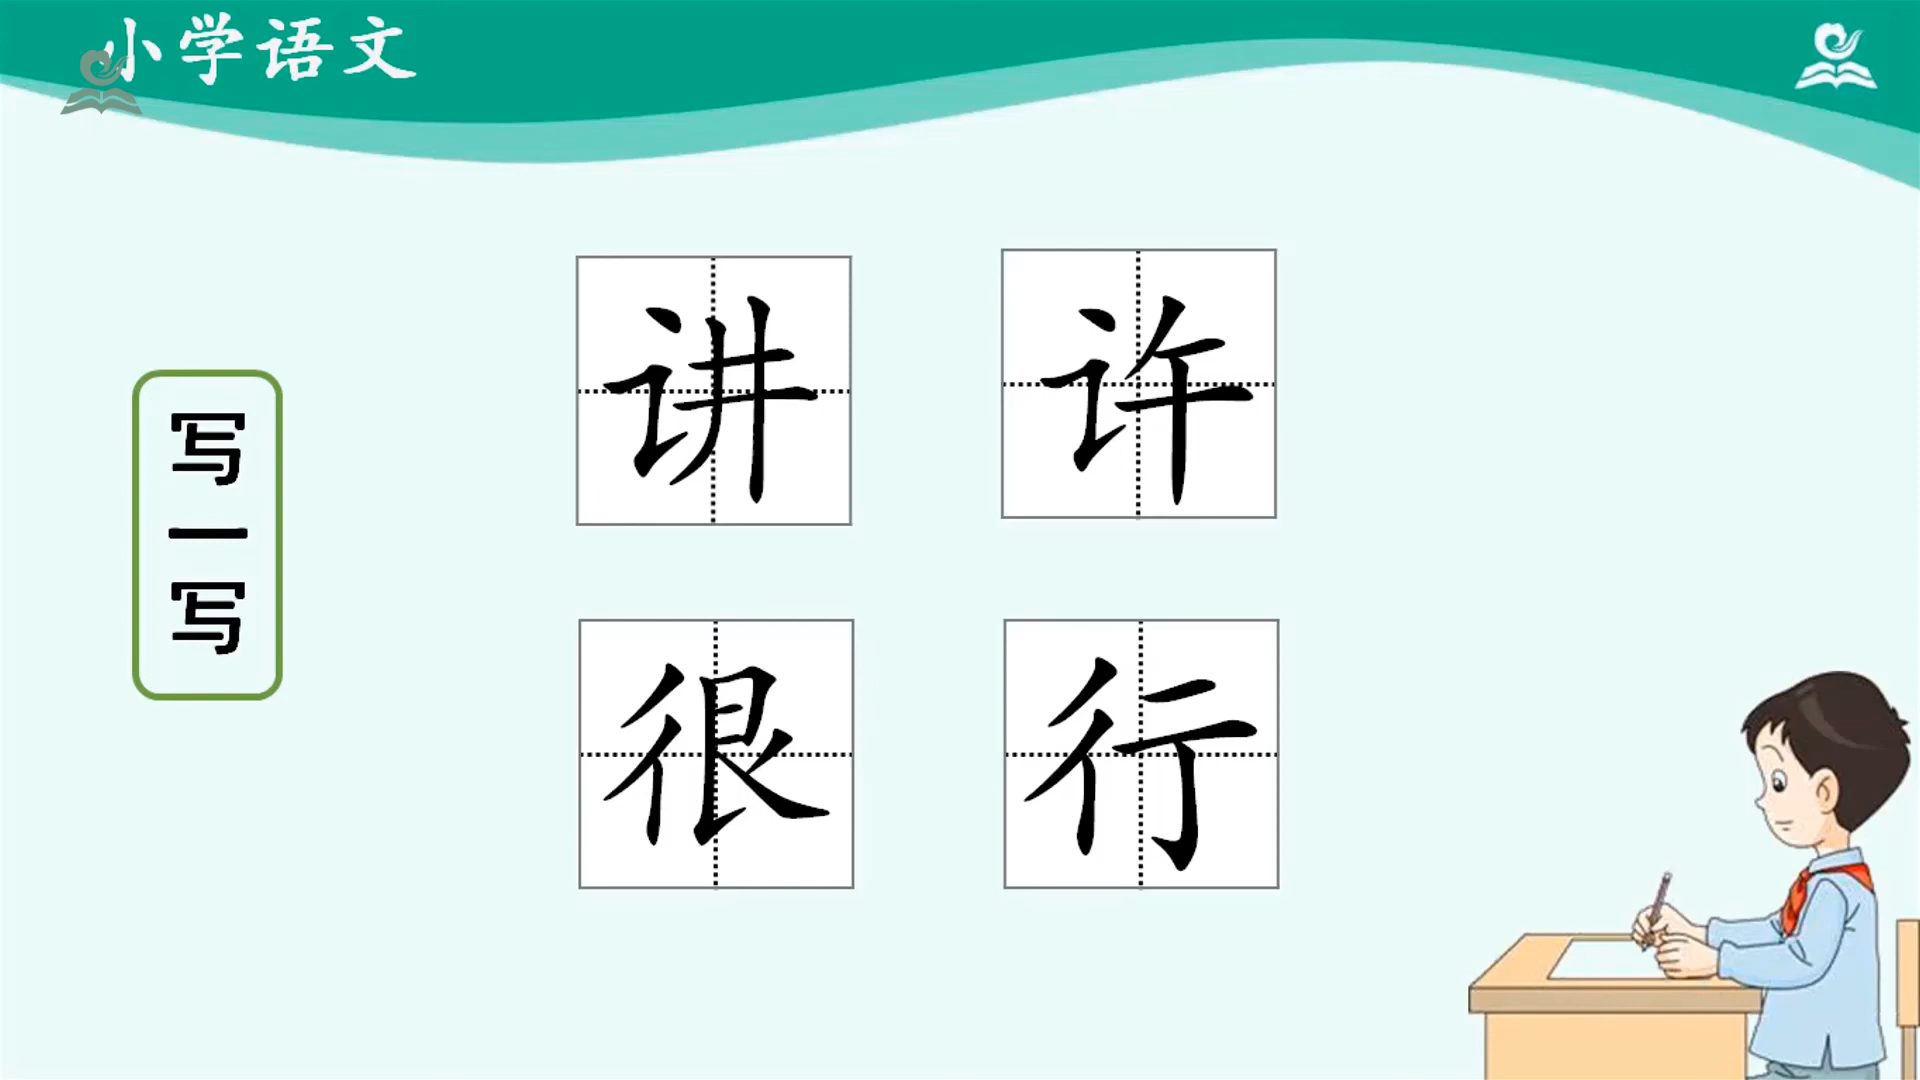 小学语文
写一写
讲 许
很 行